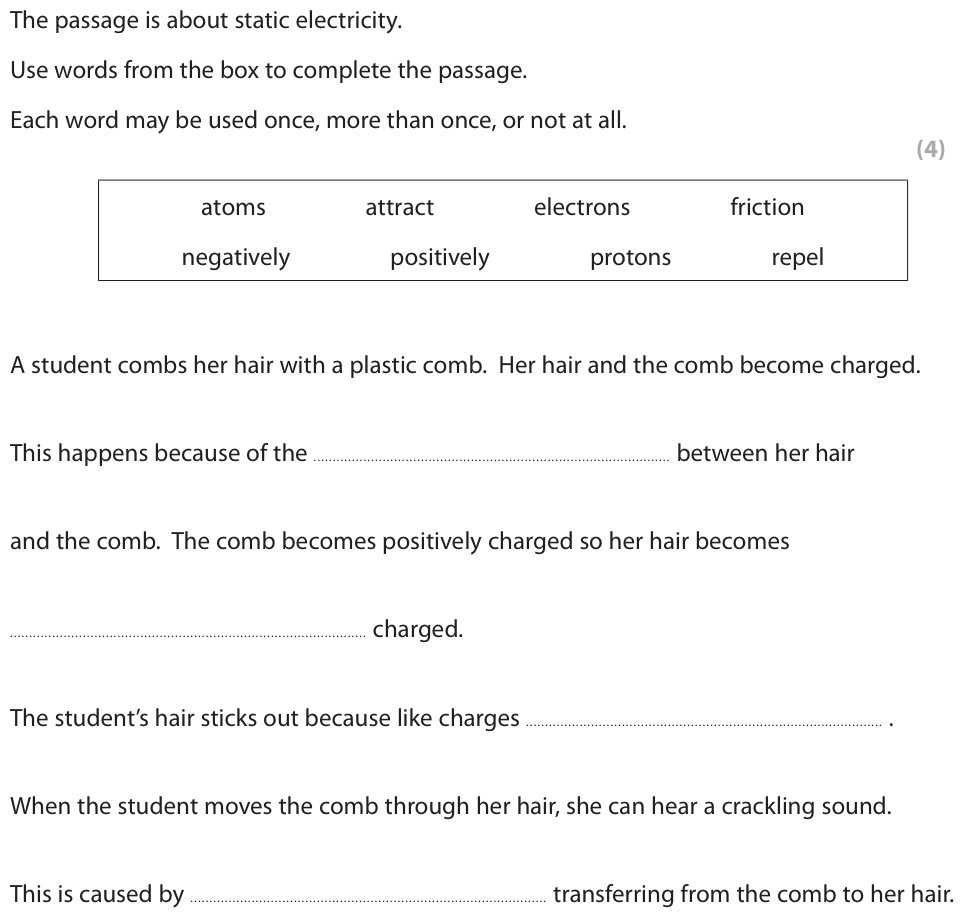 The passage is about static electricity.
Use words from the box to complete the passage.
Each word may be used once, more than once, or not at all.
(4)
atoms attract electrons friction
negatively positively protons repel
A student combs her hair with a plastic comb. Her hair and the comb become charged.
This happens because of the ........................................ between her hair
and the comb. The comb becomes positively charged so her hair becomes
........................................ charged.
The student’s hair sticks out because like charges ........................................ .
When the student moves the comb through her hair, she can hear a crackling sound.
This is caused by ........................................ transferring from the comb to her hair.